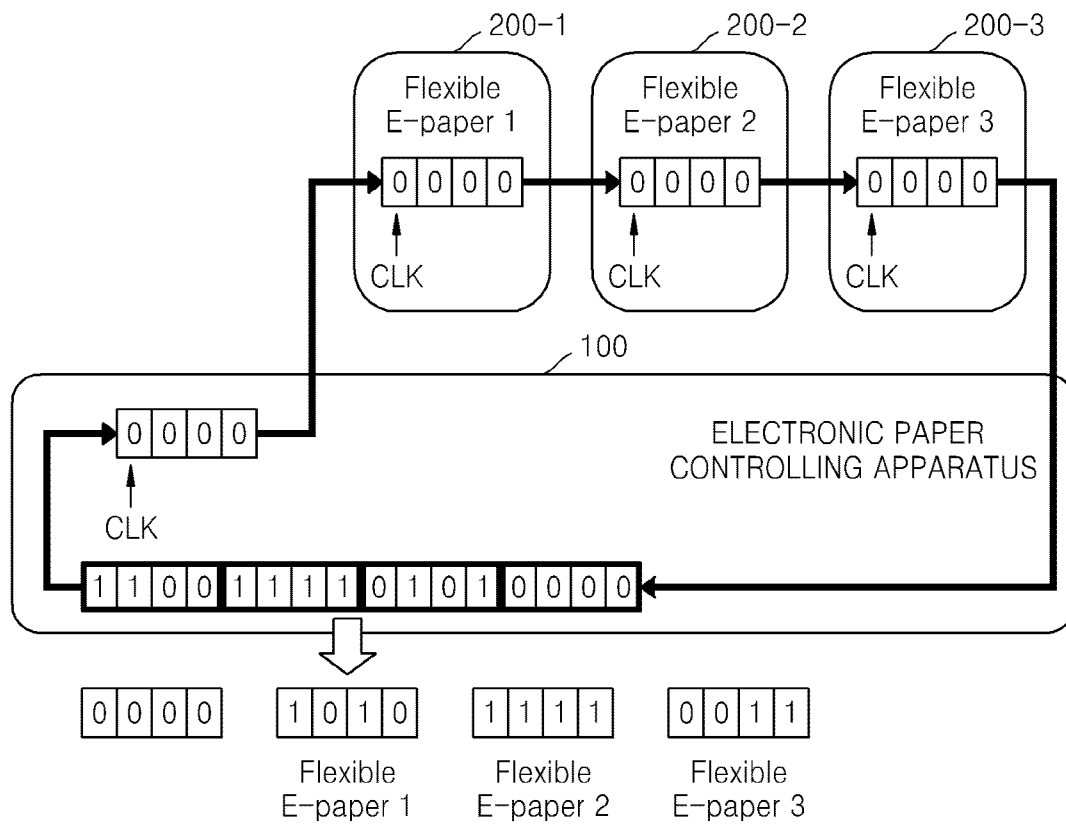 200-1 200-2 200-3
Flexible
E-paper 1
Flexible
E-paper 2
Flexible
E-paper 3
0 0 0 0
0 0 0 0
0 0 0 0
CLK
CLK
CLK
100
0 0 0 0
ELECTRONIC PAPER
CONTROLLING APPARATUS
CLK
1 1 0 0 1 1 1 1 0 1 0 1 0 0 0 0
0 0 0 0
1 0 1 0
1 1 1 1
0 0 1 1
Flexible
E-paper 1
Flexible
E-paper 2
Flexible
E-paper 3